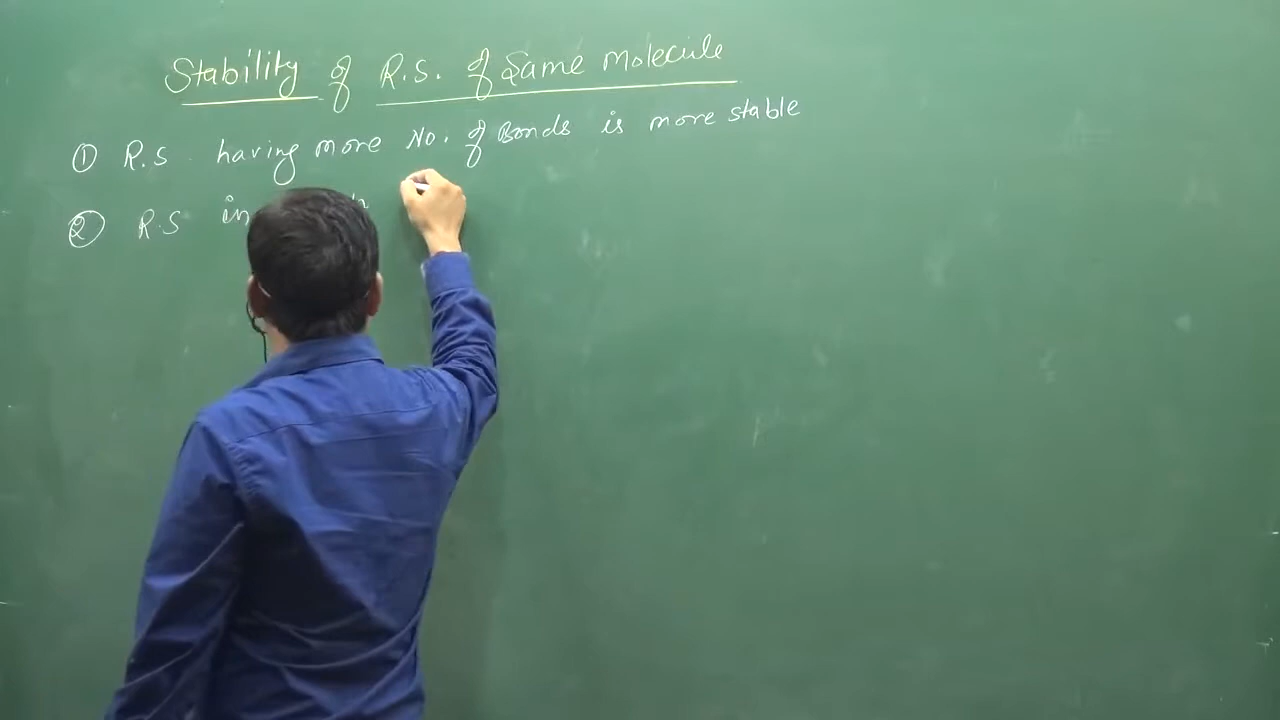 Stability of R.S. of Same Molecule
① R.S. having more No. of Bonds is more stable
② R.S in